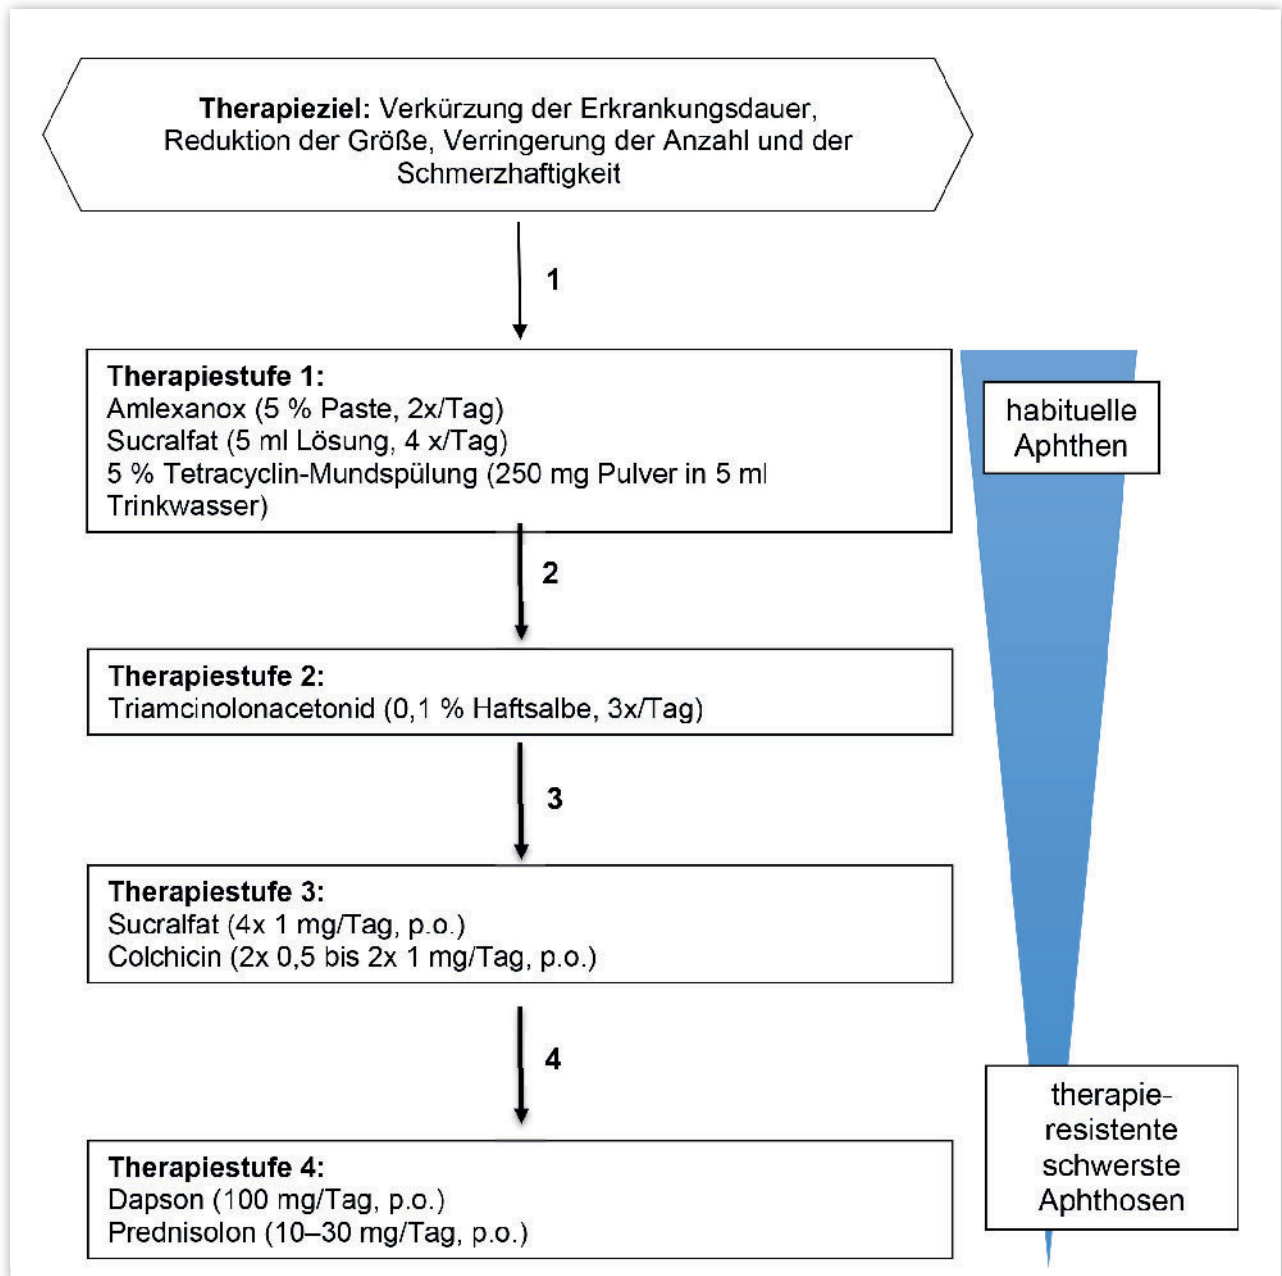 Therapieziel: Verkürzung der Erkrankungsdauer,
Reduktion der Größe, Verringerung der Anzahl und der
Schmerzhaftigkeit
1
Therapiestufe 1:
Amlexanox (5 % Paste, 2x/Tag)
Sucralfat (5 ml Lösung, 4 x/Tag)
5 % Tetracyclin-Mundspülung (250 mg Pulver in 5 ml
Trinkwasser)
habituelle
Aphthen
2
Therapiestufe 2:
Triamcinolonacetonid (0,1 % Haftsalbe, 3x/Tag)
3
Therapiestufe 3:
Sucralfat (4x 1 mg/Tag, p.o.)
Colchicin (2x 0,5 bis 2x 1 mg/Tag, p.o.)
4
Therapiestufe 4:
Dapson (100 mg/Tag, p.o.)
Prednisolon (10–30 mg/Tag, p.o.)
therapie-
resistente
schwerste
Aphthosen